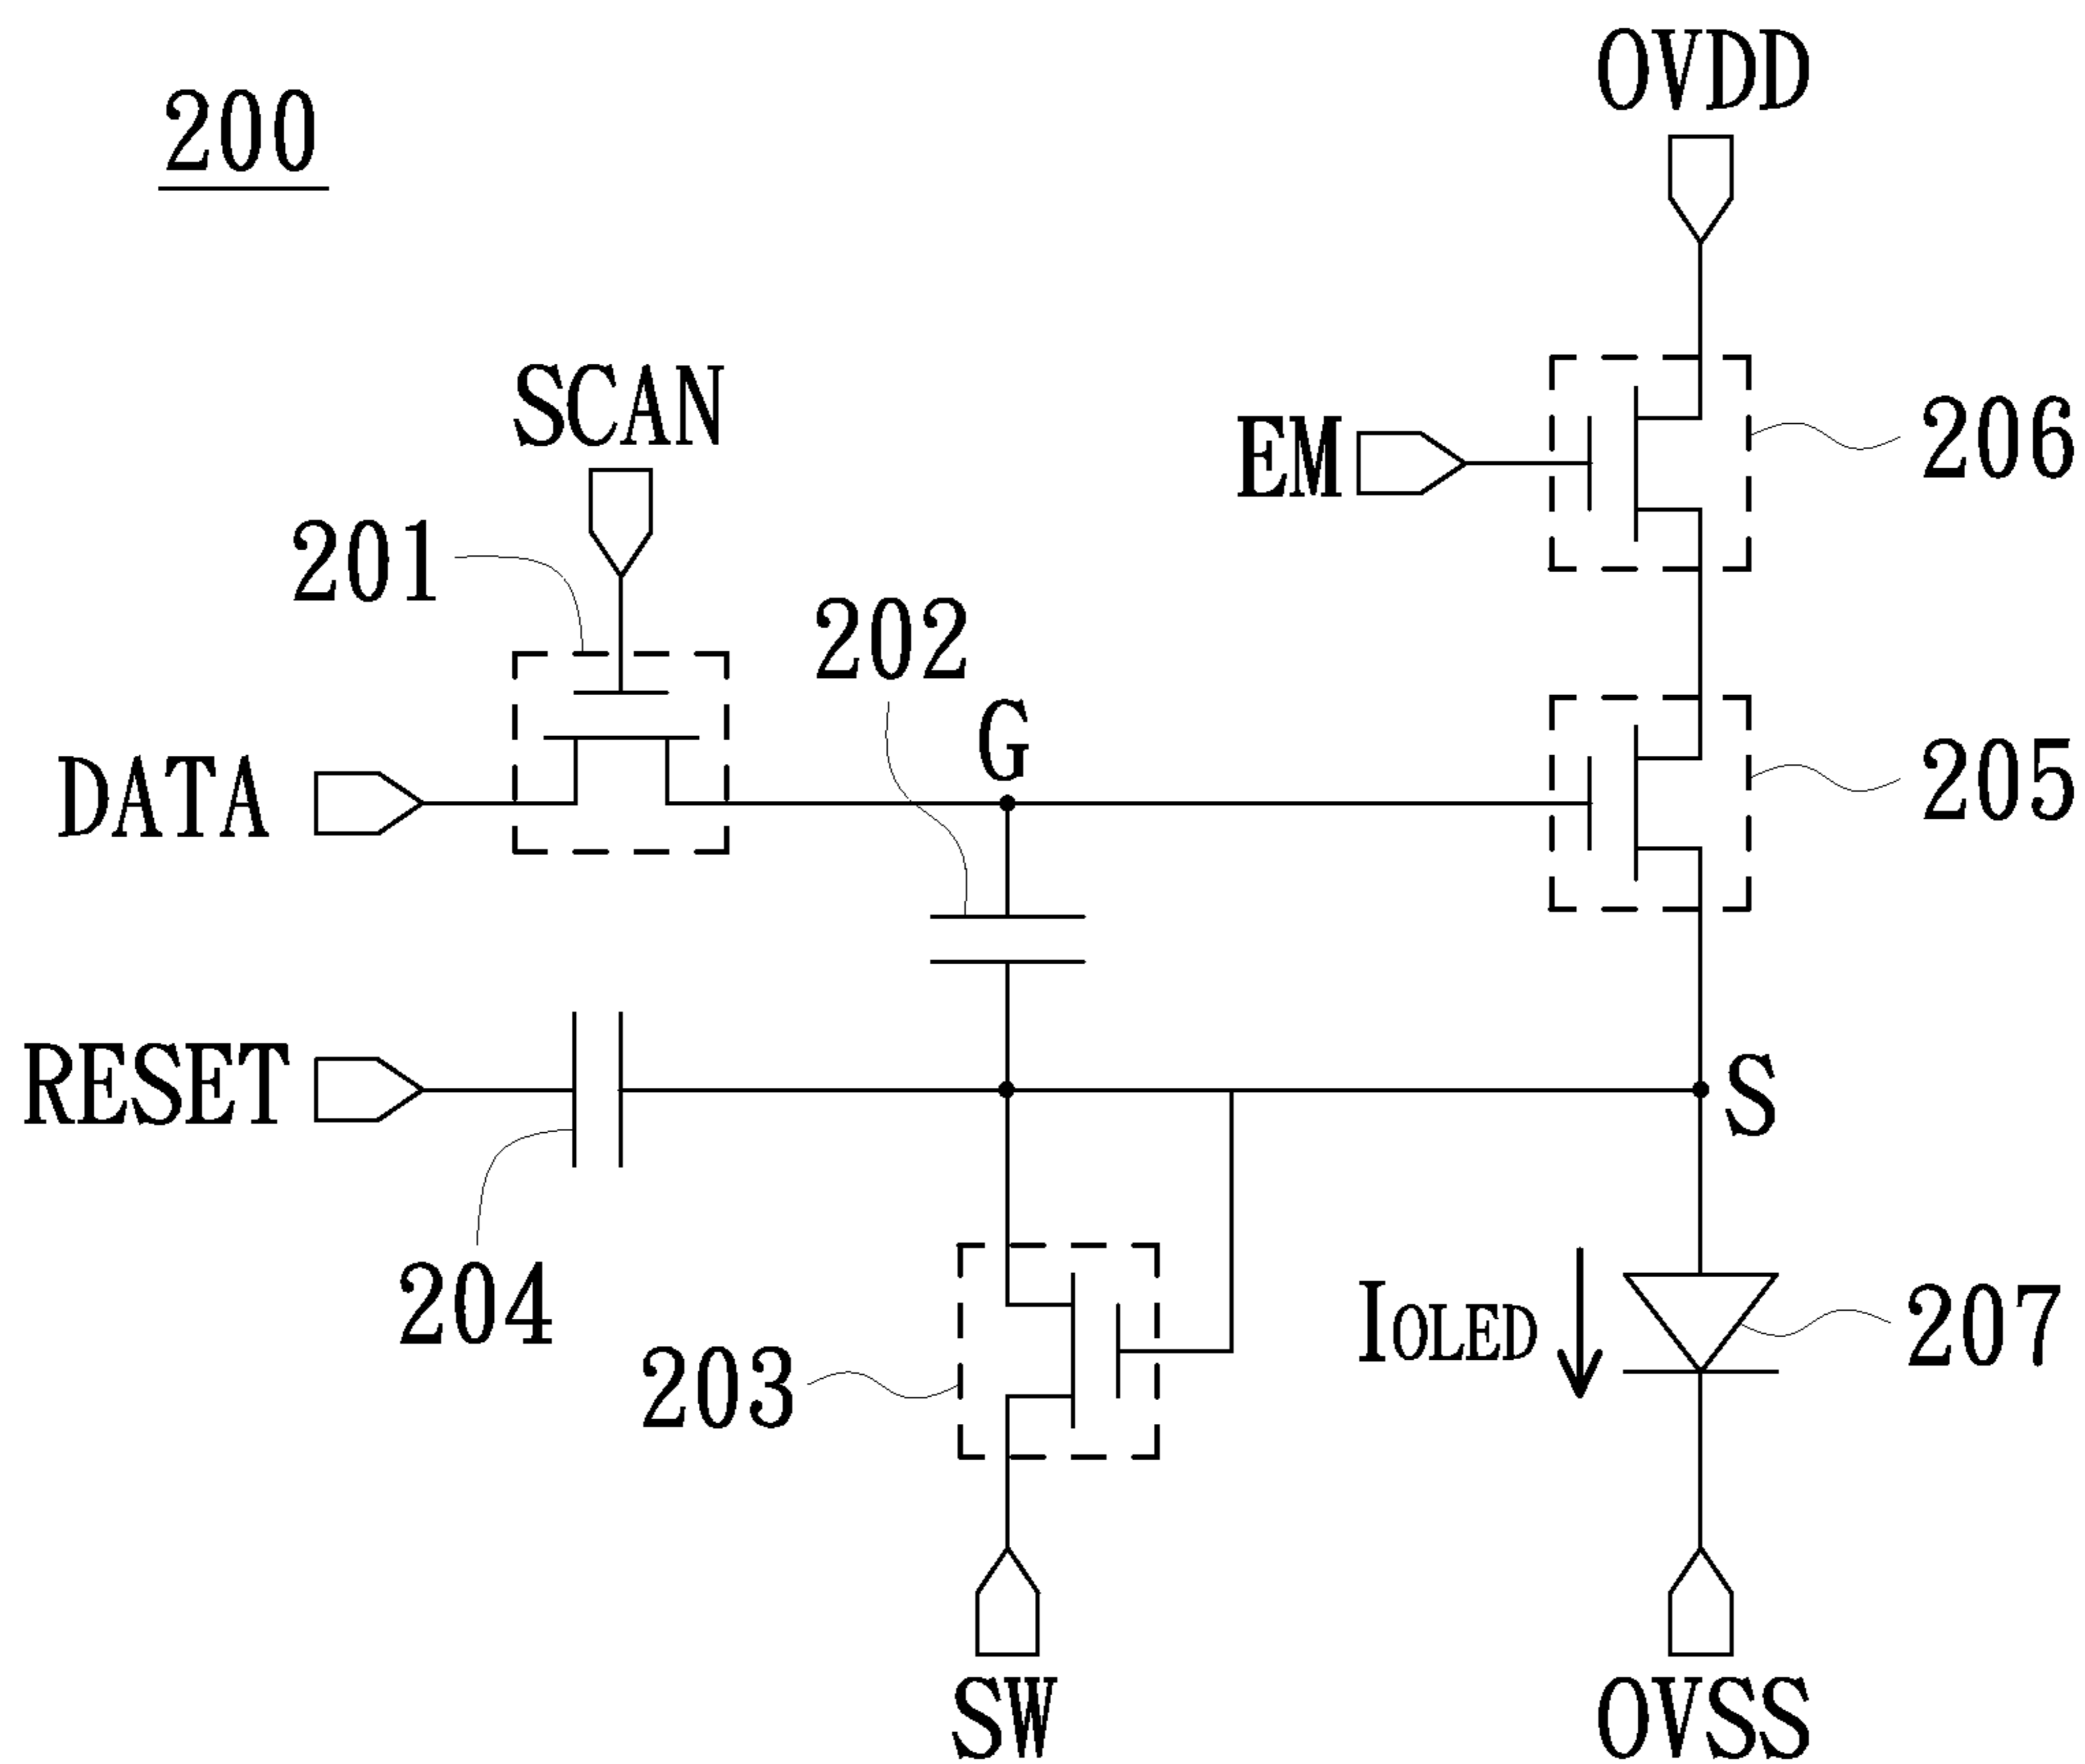 200
OVDD
SCAN
EM
206
201
202
G
DATA
205
RESET
S
204
203
IOLED
207
SW
OVSS